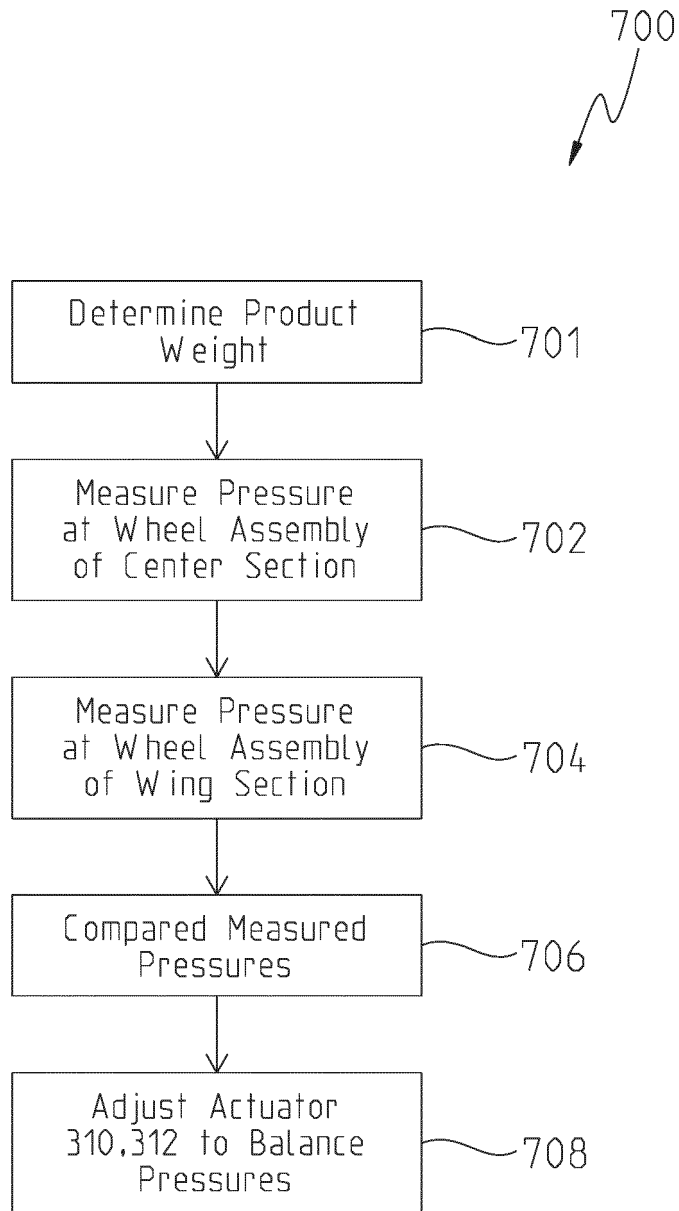 700
Determine Product
Weight
701
Measure Pressure
at Wheel Assembly
of Center Section
702
Measure Pressure
at Wheel Assembly
of Wing Section
704
Compared Measured
Pressures
706
Adjust Actuator
310,312 to Balance
Pressures
708